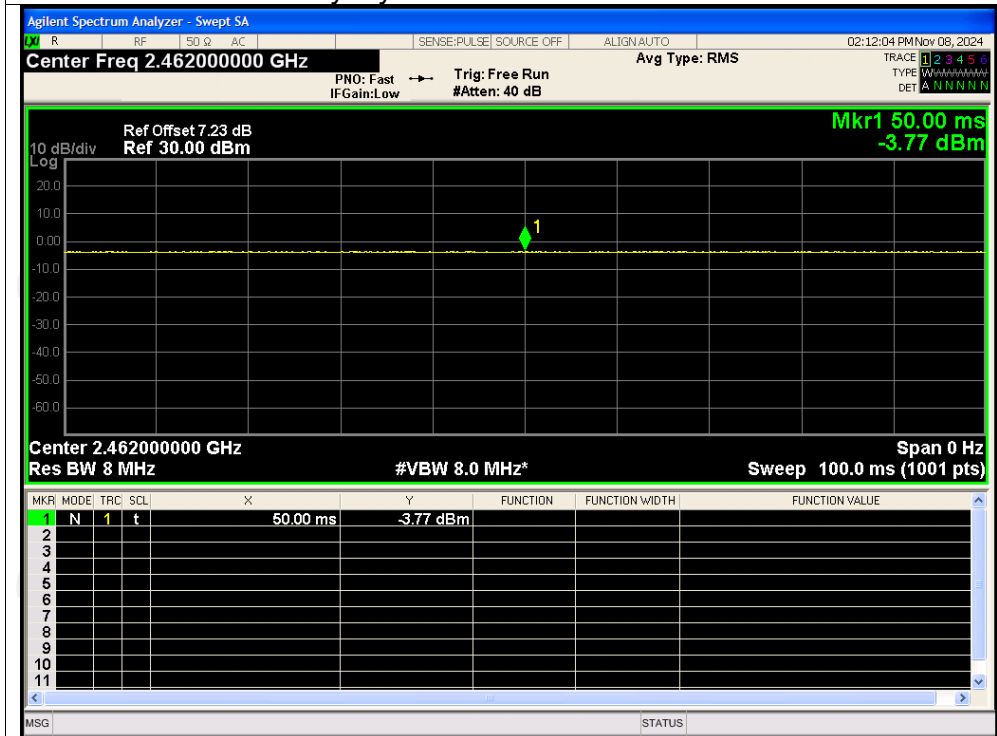 Agilent Spectrum Analyzer - Swept SA
LXI R RF 50 Ω AC SENSE:PULSE SOURCE OFF ALIGN AUTO 02:12:04 PM Nov 08, 2024
Center Freq 2.462000000 GHz
PNO: Fast
IFGain:Low
Trig: Free Run
#Atten: 40 dB
Avg Type: RMS
TRACE 1 2 3 4 5 6
TYPE WWWWWW
DET A N N N N N
Mkr1 50.00 ms
-3.77 dBm
Ref Offset 7.23 dB
10 dB/div Ref 30.00 dBm
Log
20.0
10.0
0.00
-10.0
-20.0
-30.0
-40.0
-50.0
-60.0
1
Center 2.462000000 GHz Span 0 Hz
Res BW 8 MHz #VBW 8.0 MHz* Sweep 100.0 ms (1001 pts)
MKR MODE TRC SCL X Y FUNCTION FUNCTION WIDTH FUNCTION VALUE
1 N 1 t 50.00 ms -3.77 dBm
2
3
4
5
6
7
8
9
10
11
MSG STATUS